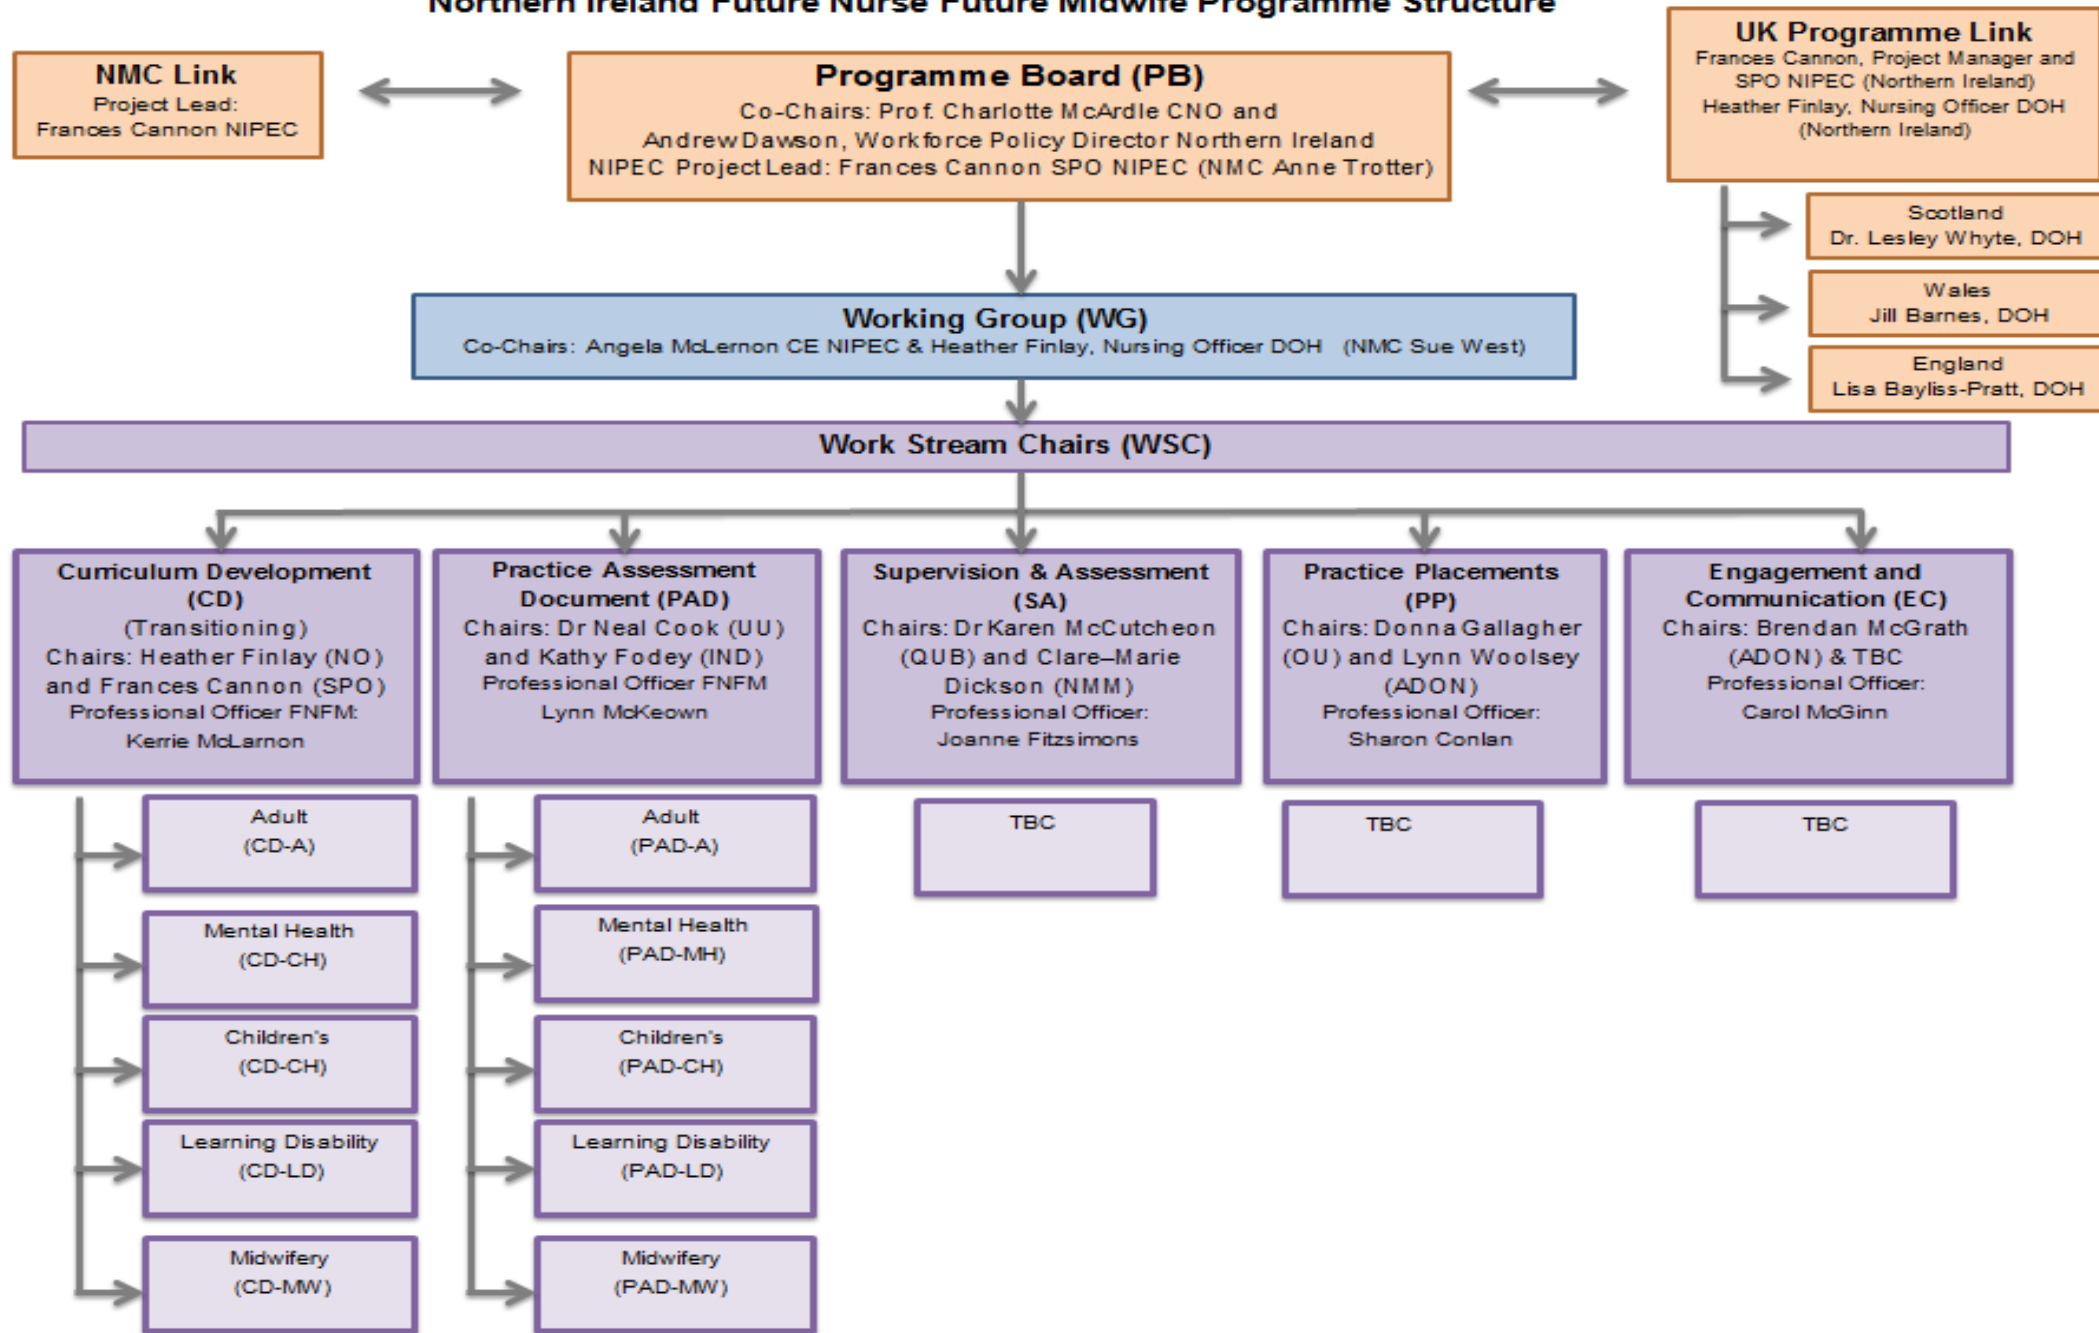 Northern Ireland Future Nurse Future Midwife Programme Structure
NMC Link
Project Lead:
Frances Cannon NIPEC
Programme Board (PB)
Co-Chairs: Prof. Charlotte McArdle CNO and
Andrew Dawson, Workforce Policy Director Northern Ireland
NIPEC Project Lead: Frances Cannon SPO NIPEC (NMC Anne Trotter)
UK Programme Link
Frances Cannon, Project Manager and
SPO NIPEC (Northern Ireland)
Heather Finlay, Nursing Officer DOH
(Northern Ireland)
Scotland
Dr. Lesley Whyte, DOH
Wales
Jill Barnes, DOH
England
Lisa Bayliss-Pratt, DOH
Working Group (WG)
Co-Chairs: Angela McLernon CE NIPEC & Heather Finlay, Nursing Officer DOH (NMC Sue West)
Work Stream Chairs (WSC)
Curriculum Development
(CD)
(Transitioning)
Chairs: Heather Finlay (NO)
and Frances Cannon (SPO)
Professional Officer FNFM:
Kerrie McLarnon
Practice Assessment
Document (PAD)
Chairs: Dr Neal Cook (UU)
and Kathy Fodey (IND)
Professional Officer FNFM
Lynn McKeown
Supervision & Assessment
(SA)
Chairs: Dr Karen McCutcheon
(QUB) and Clare–Marie
Dickson (NMM)
Professional Officer:
Joanne Fitzsimons
Practice Placements
(PP)
Chairs: Donna Gallagher
(OU) and Lynn Woolsey
(ADON)
Professional Officer:
Sharon Conlan
Engagement and
Communication (EC)
Chairs: Brendan McGrath
(ADON) & TBC
Professional Officer:
Carol McGinn
Adult
(CD-A)
Mental Health
(CD-CH)
Children's
(CD-CH)
Learning Disability
(CD-LD)
Midwifery
(CD-MW)
Adult
(PAD-A)
Mental Health
(PAD-MH)
Children's
(PAD-CH)
Learning Disability
(PAD-LD)
Midwifery
(PAD-MW)
TBC
TBC
TBC